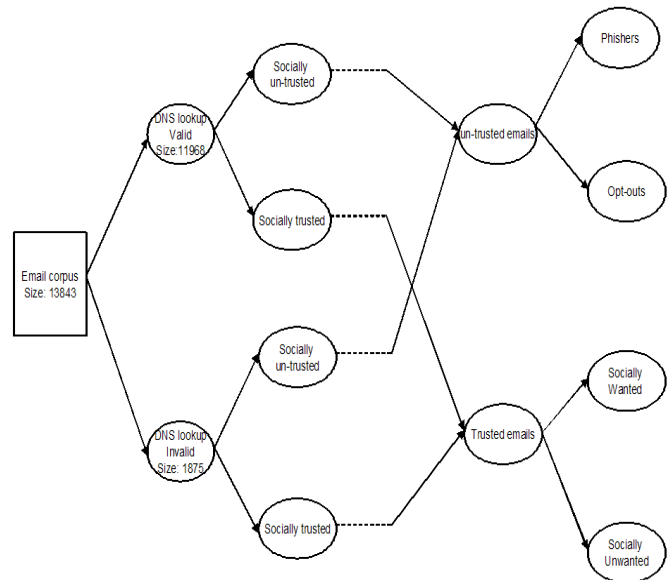 Phishers
Socially
un-trusted
DNS lookup
Valid
Size:11968
un-trusted emails
Opt-outs
Socially trusted
Email corpus
Size: 13843
Socially
un-trusted
Socially
Wanted
DNS lookup
Invalid
Size: 1875
Trusted emails
Socially trusted
Socially
Unwanted